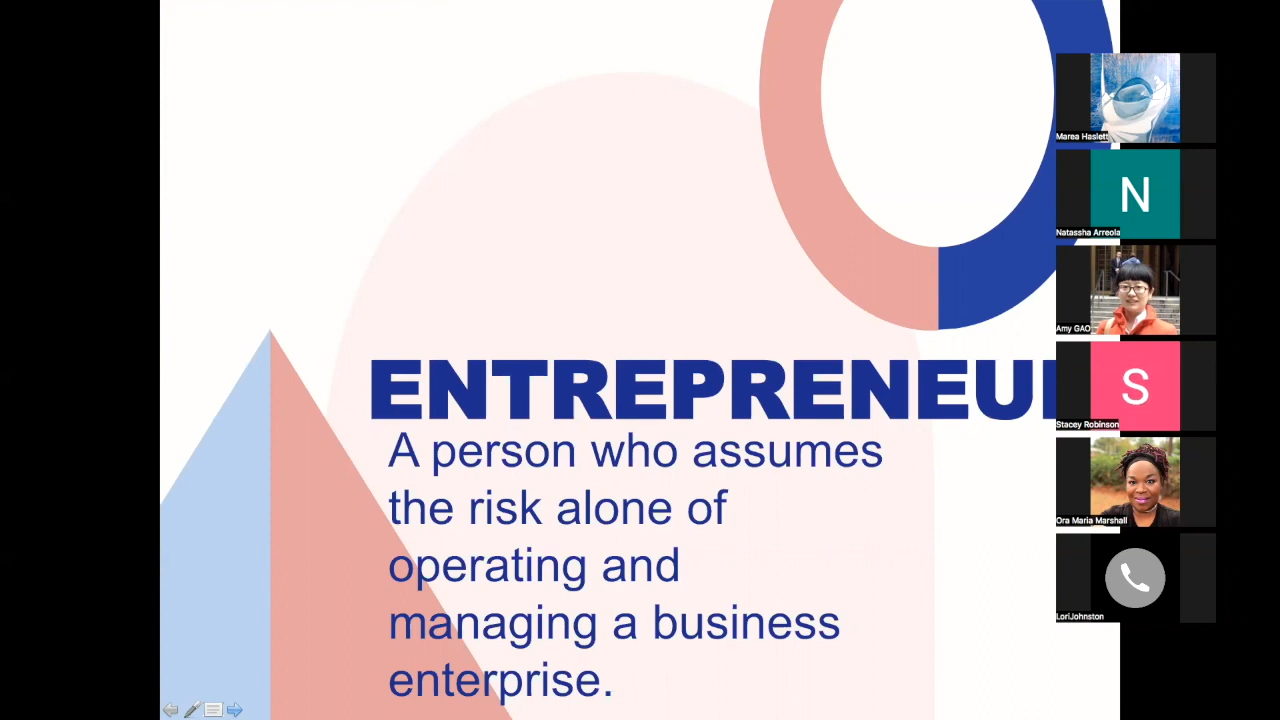 ENTREPRENEU
A person who assumes
the risk alone of
operating and
managing a business
enterprise.
Marea Haslett
N
Natassha Arreola
Amy GAO
S
Stacey Robinson
Ora Maria Marshall
LoriJohnston